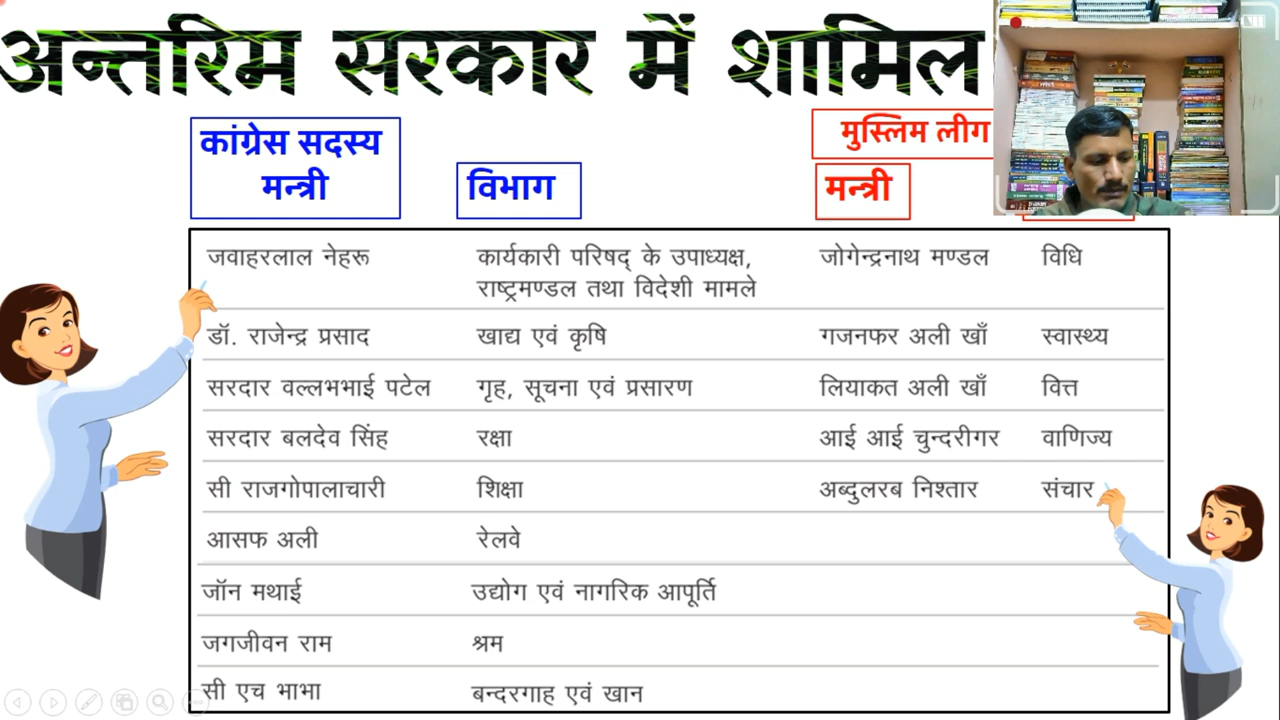 अन्तरिम सरकार में शामिल
कांग्रेस सदस्य
मन्त्री
विभाग
मुस्लिम लीग
मन्त्री
जवाहरलाल नेहरू कार्यकारी परिषद् के उपाध्यक्ष, जोगेन्द्रनाथ मण्डल विधि
राष्ट्रमण्डल तथा विदेशी मामले
डॉ. राजेन्द्र प्रसाद खाद्य एवं कृषि गजनफर अली खाँ स्वास्थ्य
सरदार वल्लभभाई पटेल गृह, सूचना एवं प्रसारण लियाकत अली खाँ वित्त
सरदार बलदेव सिंह रक्षा आई आई चुन्दरीगर वाणिज्य
सी राजगोपालाचारी शिक्षा अब्दुलरब निश्तार संचार
आसफ अली रेलवे
जॉन मथाई उद्योग एवं नागरिक आपूर्ति
जगजीवन राम श्रम
सी एच भाभा बन्दरगाह एवं खान